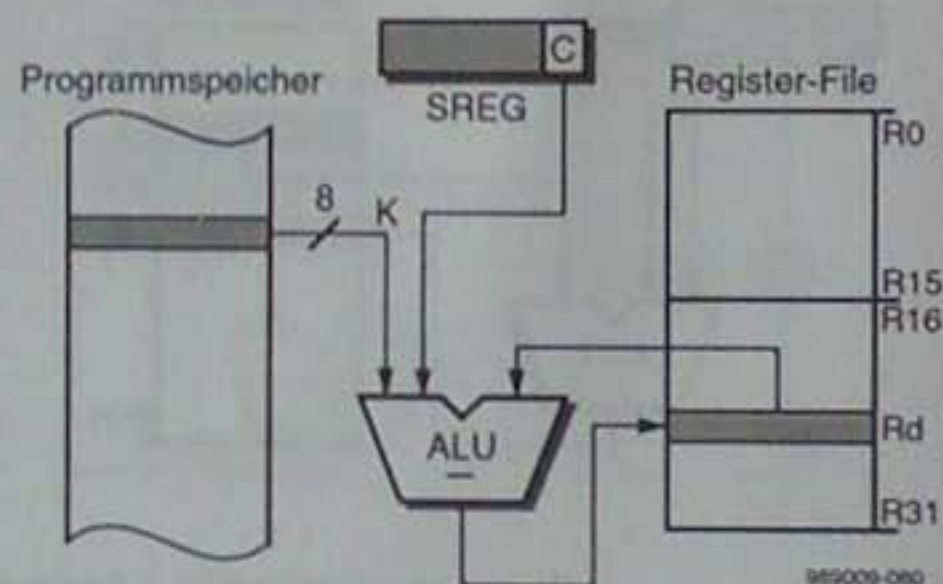 C
Programmspeicher
SREG
Register-File
R0
8
K
R15
R16
ALU
–
Rd
R31